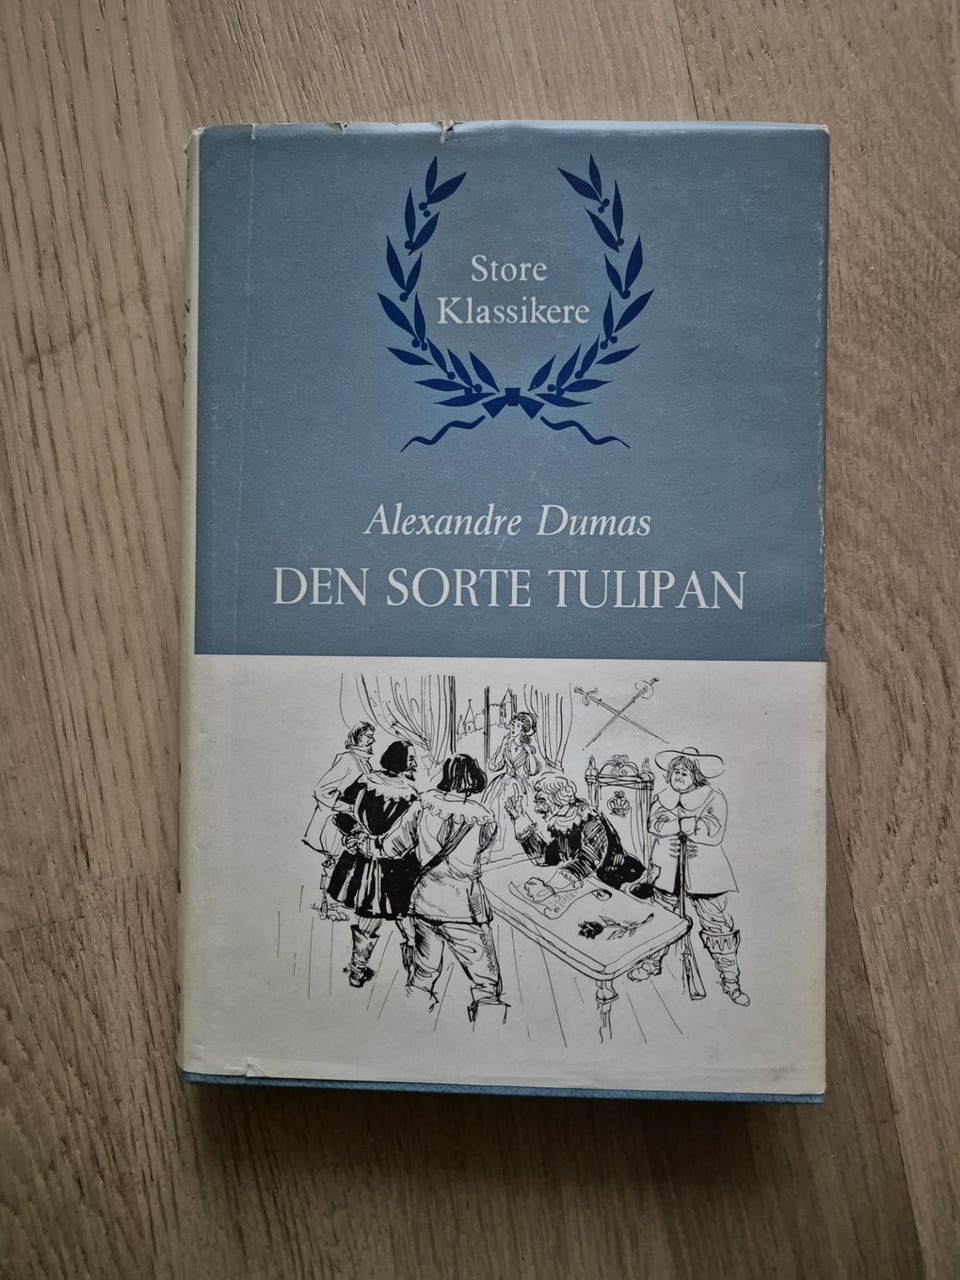 Store
Klassikere
Alexandre Dumas
DEN SORTE TULIPAN